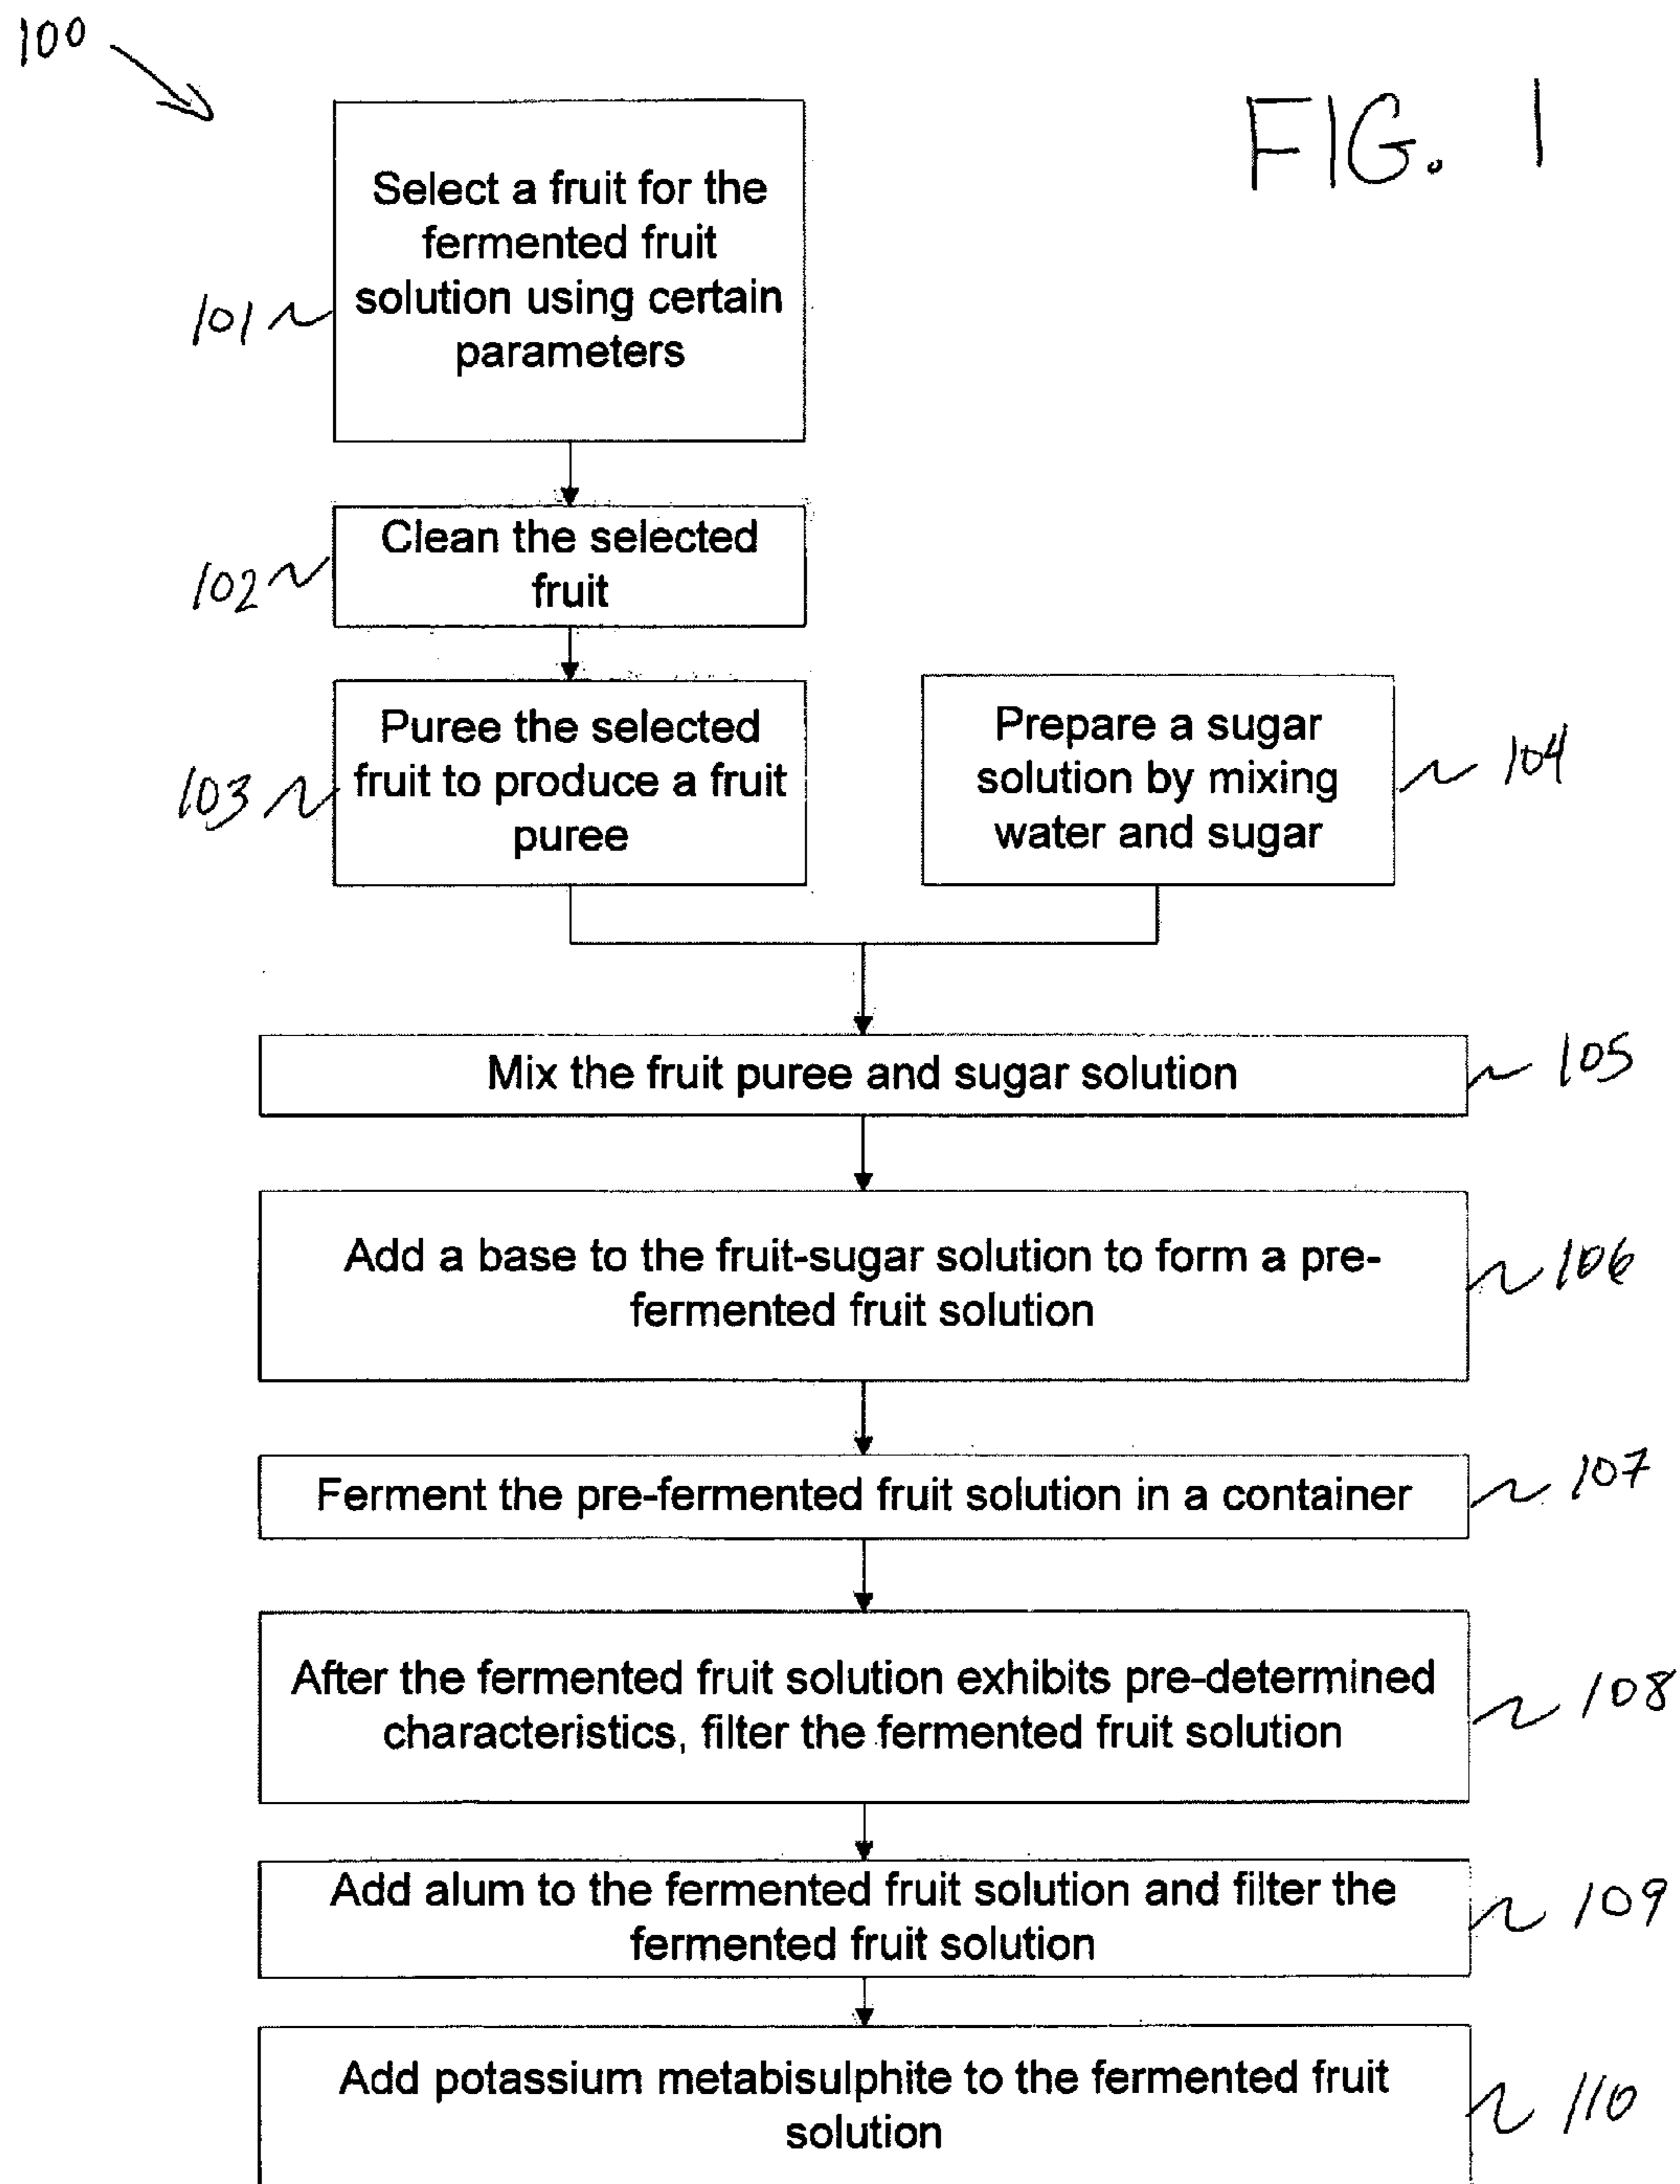 100
FIG. 1
Select a fruit for the
fermented fruit
solution using certain
parameters
101
Clean the selected
fruit
102
Puree the selected
fruit to produce a fruit
puree
103
Prepare a sugar
solution by mixing
water and sugar
104
Mix the fruit puree and sugar solution
105
Add a base to the fruit-sugar solution to form a pre-
fermented fruit solution
106
Ferment the pre-fermented fruit solution in a container
107
After the fermented fruit solution exhibits pre-determined
characteristics, filter the fermented fruit solution
108
Add alum to the fermented fruit solution and filter the
fermented fruit solution
109
Add potassium metabisulphite to the fermented fruit
solution
110